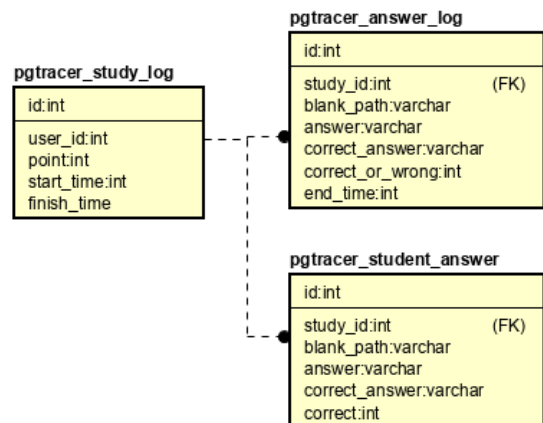 pgtracer_study_log
id:int
user_id:int
point:int
start_time:int
finish_time
pgtracer_answer_log
id:int
study_id:int (FK)
blank_path:varchar
answer:varchar
correct_answer:varchar
correct_or_wrong:int
end_time:int
pgtracer_student_answer
id:int
study_id:int (FK)
blank_path:varchar
answer:varchar
correct_answer:varchar
correct:int